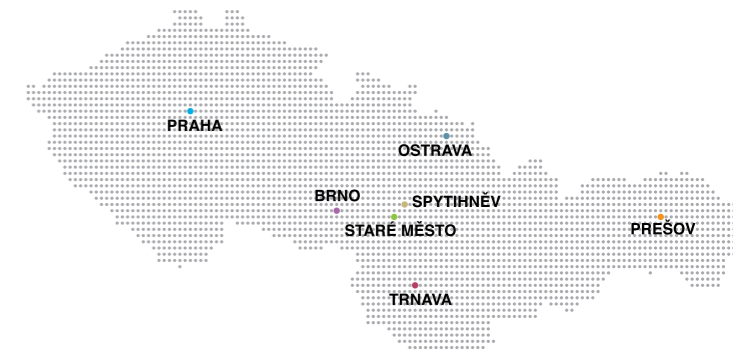 PRAHA
OSTRAVA
BRNO
SPYTIHNĚV
STARÉ MĚSTO
PREŠOV
TRNAVA